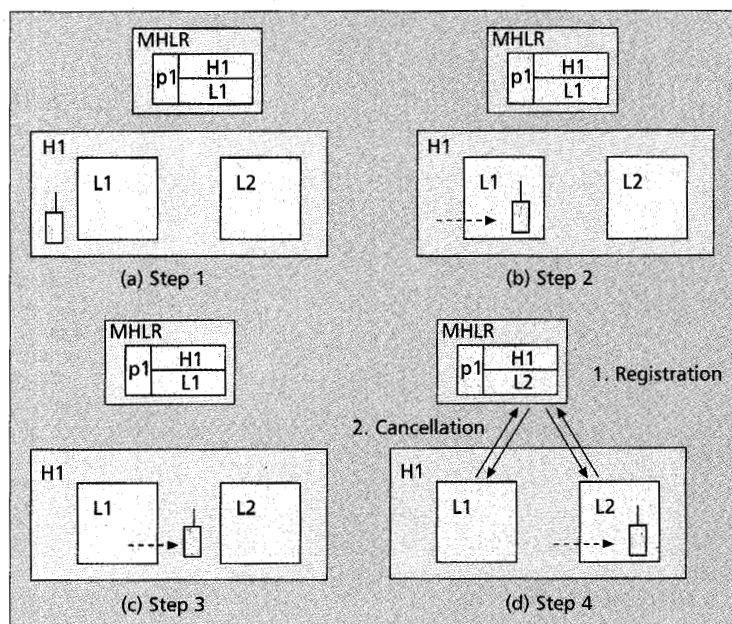 MHLR
p1 H1
L1
H1
L1 L2
(a) Step 1
MHLR
p1 H1
L1
H1
L1 L2
(b) Step 2
MHLR
p1 H1
L1
H1
L1 L2
(c) Step 3
MHLR
p1 H1
L2
1. Registration
2. Cancellation
H1
L1 L2
(d) Step 4